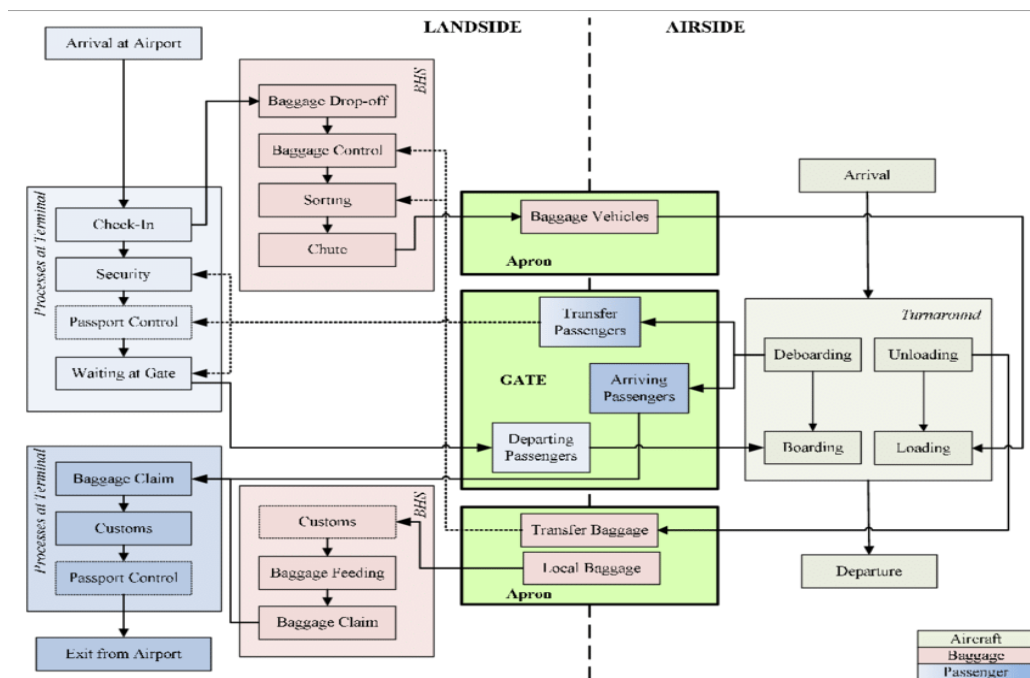 LANDSIDE
AIRSIDE
Arrival at Airport
BHS
Baggage Drop-off
Baggage Control
Sorting
Chute
Processes at Terminal
Check-In
Security
Passport Control
Waiting at Gate
Baggage Vehicles
Apron
Transfer
Passengers
GATE
Arriving
Passengers
Departing
Passengers
Arrival
Turnaround
Deboarding
Unloading
Boarding
Loading
Departure
Processes at Terminal
Baggage Claim
Customs
Passport Control
Exit from Airport
BHS
Customs
Baggage Feeding
Baggage Claim
Transfer Baggage
Local Baggage
Apron
Aircraft
Baggage
Passenger